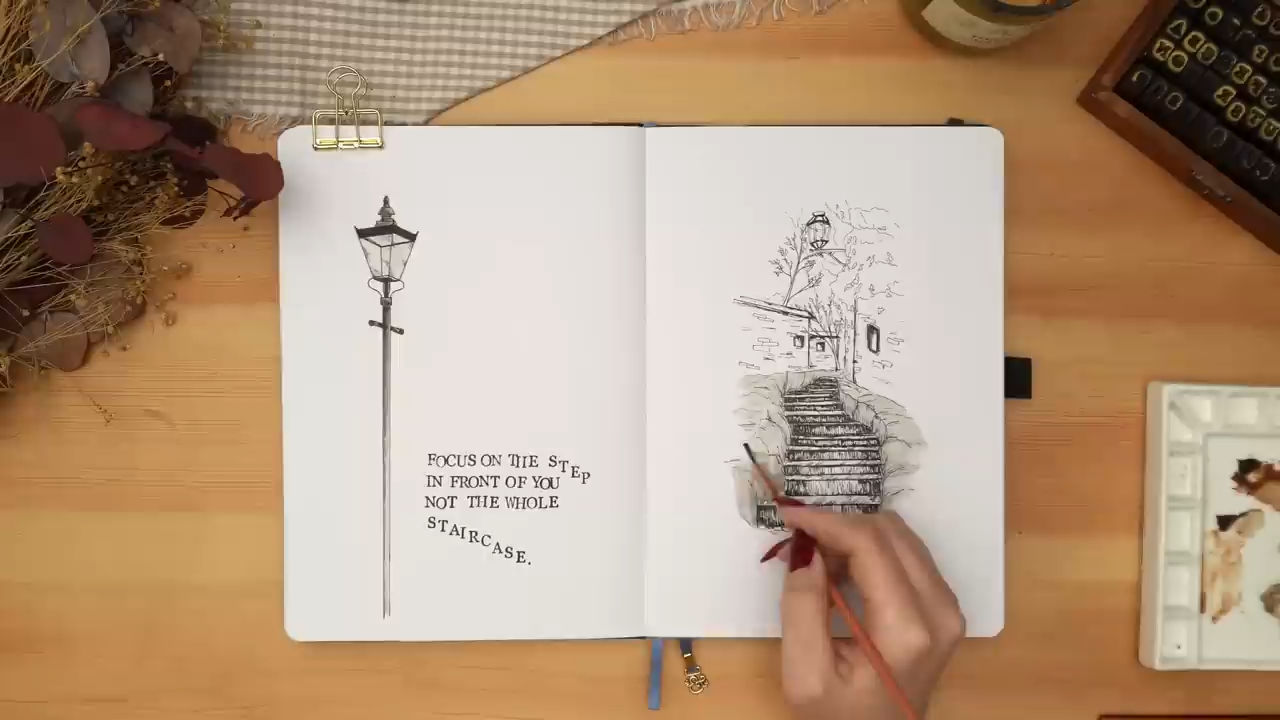 FOCUS ON THE STEP
IN FRONT OF YOU
NOT THE WHOLE
STAIRCASE.